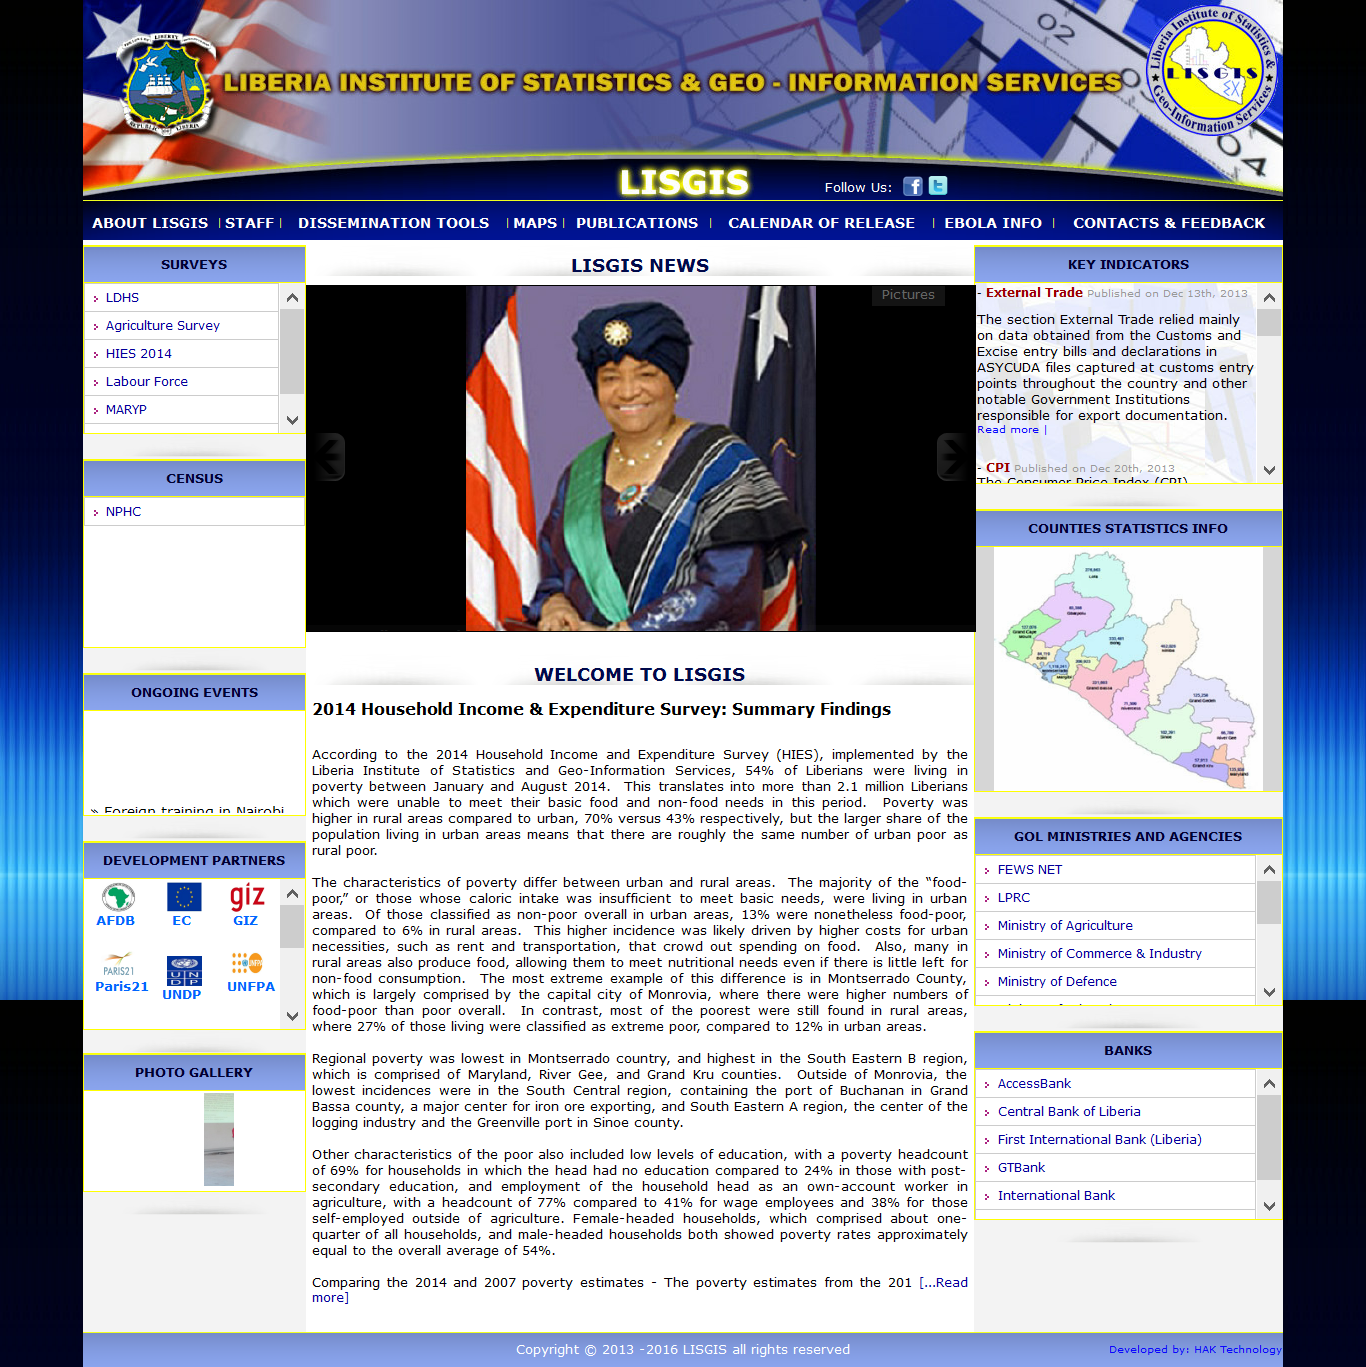 LIBERIA INSTITUTE OF STATISTICS & GEO - INFORMATION SERVICES
Liberia Institute of Statistics &
Geo-Information Services
LISGIS
LISGIS
Follow Us:
ABOUT LISGIS | STAFF | DISSEMINATION TOOLS | MAPS | PUBLICATIONS | CALENDAR OF RELEASE | EBOLA INFO | CONTACTS & FEEDBACK
SURVEYS
LDHS
Agriculture Survey
HIES 2014
Labour Force
MARYP
CENSUS
NPHC
ONGOING EVENTS
» Foreign training in Nairobi
DEVELOPMENT PARTNERS
giz
AFDB EC GIZ
PARIS21
Paris21 UNDP UNFPA
PHOTO GALLERY
LISGIS NEWS
Pictures
WELCOME TO LISGIS
2014 Household Income & Expenditure Survey: Summary Findings
According to the 2014 Household Income and Expenditure Survey (HIES), implemented by the
Liberia Institute of Statistics and Geo-Information Services, 54% of Liberians were living in
poverty between January and August 2014. This translates into more than 2.1 million Liberians
which were unable to meet their basic food and non-food needs in this period. Poverty was
higher in rural areas compared to urban, 70% versus 43% respectively, but the larger share of the
population living in urban areas means that there are roughly the same number of urban poor as
rural poor.
The characteristics of poverty differ between urban and rural areas. The majority of the “food-
poor,” or those whose caloric intake was insufficient to meet basic needs, were living in urban
areas. Of those classified as non-poor overall in urban areas, 13% were nonetheless food-poor,
compared to 6% in rural areas. This higher incidence was likely driven by higher costs for urban
necessities, such as rent and transportation, that crowd out spending on food. Also, many in
rural areas also produce food, allowing them to meet nutritional needs even if there is little left for
non-food consumption. The most extreme example of this difference is in Montserrado County,
which is largely comprised by the capital city of Monrovia, where there were higher numbers of
food-poor than poor overall. In contrast, most of the poorest were still found in rural areas,
where 27% of those living were classified as extreme poor, compared to 12% in urban areas.
Regional poverty was lowest in Montserrado country, and highest in the South Eastern B region,
which is comprised of Maryland, River Gee, and Grand Kru counties. Outside of Monrovia, the
lowest incidences were in the South Central region, containing the port of Buchanan in Grand
Bassa county, a major center for iron ore exporting, and South Eastern A region, the center of the
logging industry and the Greenville port in Sinoe county.
Other characteristics of the poor also included low levels of education, with a poverty headcount
of 69% for households in which the head had no education compared to 24% in those with post-
secondary education, and employment of the household head as an own-account worker in
agriculture, with a headcount of 77% compared to 41% for wage employees and 38% for those
self-employed outside of agriculture. Female-headed households, which comprised about one-
quarter of all households, and male-headed households both showed poverty rates approximately
equal to the overall average of 54%.
Comparing the 2014 and 2007 poverty estimates - The poverty estimates from the 201 [...Read
more]
KEY INDICATORS
- External Trade Published on Dec 13th, 2013
The section External Trade relied mainly
on data obtained from the Customs and
Excise entry bills and declarations in
ASYCUDA files captured at customs entry
points throughout the country and other
notable Government Institutions
responsible for export documentation.
Read more |
- CPI Published on Dec 20th, 2013
The Consumer Price Index (CPI)
COUNTIES STATISTICS INFO
GOL MINISTRIES AND AGENCIES
FEWS NET
LPRC
Ministry of Agriculture
Ministry of Commerce & Industry
Ministry of Defence
BANKS
AccessBank
Central Bank of Liberia
First International Bank (Liberia)
GTBank
International Bank
Copyright © 2013 -2016 LISGIS all rights reserved
Developed by: HAK Technology